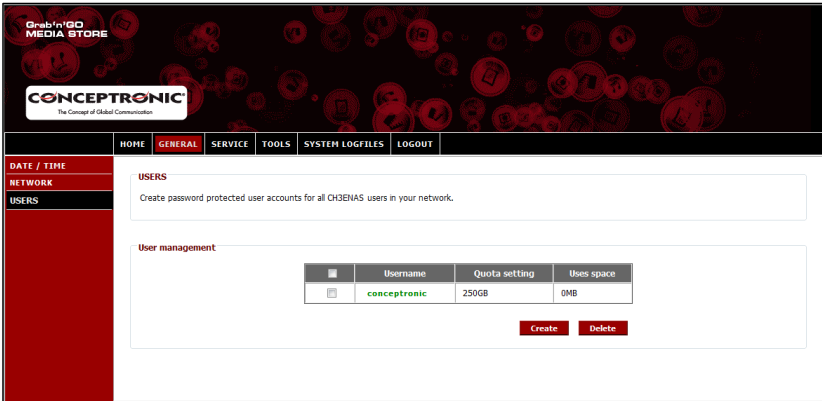 Grab'n'GO
MEDIA STORE
CONCEPTRONIC
The Concept of Global Communication
HOME GENERAL SERVICE TOOLS SYSTEM LOGFILES LOGOUT
DATE / TIME
NETWORK
USERS
USERS
Create password protected user accounts for all CH3ENAS users in your network.
User management
Username Quota setting Uses space
conceptronic 250GB 0MB
Create Delete